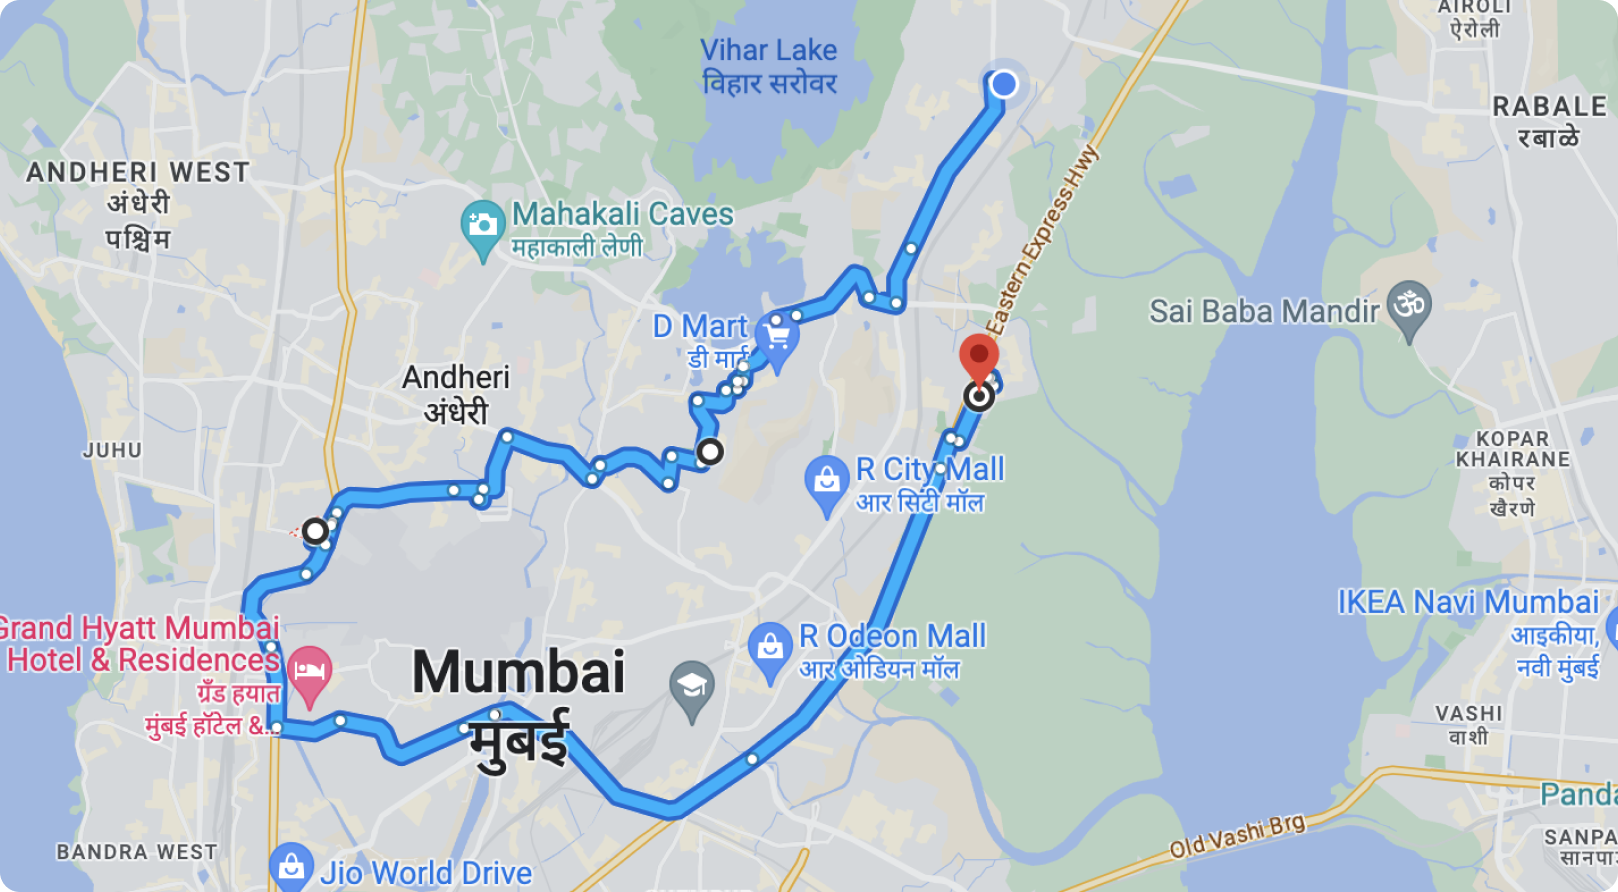 AIROLI
ऐरोली
Vihar Lake
विहार सरोवर
RABALE
रबाळे
ANDHERI WEST
अंधेरी
पश्चिम
Mahakali Caves
महाकाली लेणी
Eastern Express Hwy
Sai Baba Mandir
D Mart
डी मार्ट
Andheri
अंधेरी
JUHU
KOPAR
KHAIRANE
कोपर
खैरणे
R City Mall
आर सिटी मॉल
IKEA Navi Mumbai
आइकीया,
नवी मुंबई
Grand Hyatt Mumbai
Hotel & Residences
ग्रँड हयात
मुंबई हॉटेल &...
R Odeon Mall
आर ओडियन मॉल
Mumbai
मुंबई
VASHI
वाशी
Panda
Old Vashi Brg
SANPA
सानपा
BANDRA WEST
Jio World Drive